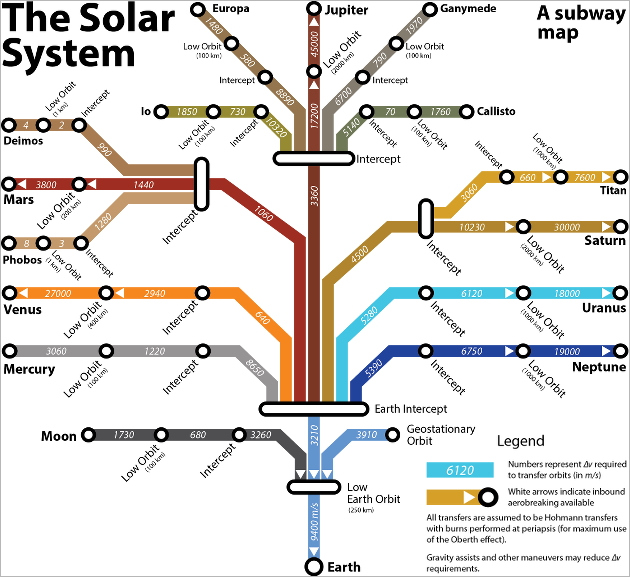 The Solar
System
A subway
map
Europa
1480
Low Orbit
(100 km)
580
Intercept
8890
Jupiter
45000
Low Orbit
(2000 km)
17200
Ganymede
1970
Low Orbit
(100 km)
790
Intercept
6700
Io
1850
Low Orbit
(100 km)
730
Intercept
10320
Callisto
1760
Low Orbit
(100 km)
70
Intercept
5140
Intercept
3360
Deimos
4
Low Orbit
(1 km)
2
Intercept
990
Mars
3800
Low Orbit
(200 km)
1440
Intercept
1060
Phobos
8
Low Orbit
(1 km)
3
Intercept
1280
Titan
7600
Low Orbit
(1000 km)
660
Intercept
3060
Saturn
30000
Low Orbit
(2000 km)
10230
Intercept
4500
Venus
27000
Low Orbit
(400 km)
2940
Intercept
640
Uranus
18000
Low Orbit
(1000 km)
6120
Intercept
5280
Mercury
3060
Low Orbit
(100 km)
1220
Intercept
8650
Neptune
19000
Low Orbit
(1000 km)
6750
Intercept
5390
Earth Intercept
3210
Moon
1730
Low Orbit
(100 km)
680
Intercept
3260
3910
Geostationary
Orbit
Low
Earth Orbit
(250 km)
9400 m/s
Earth
Legend
6120
Numbers represent Δv required
to transfer orbits (in m/s)
White arrows indicate inbound
aerobreaking available
All transfers are assumed to be Hohmann transfers
with burns performed at periapsis (for maximum use
of the Oberth effect).
Gravity assists and other maneuvers may reduce Δv
requirements.